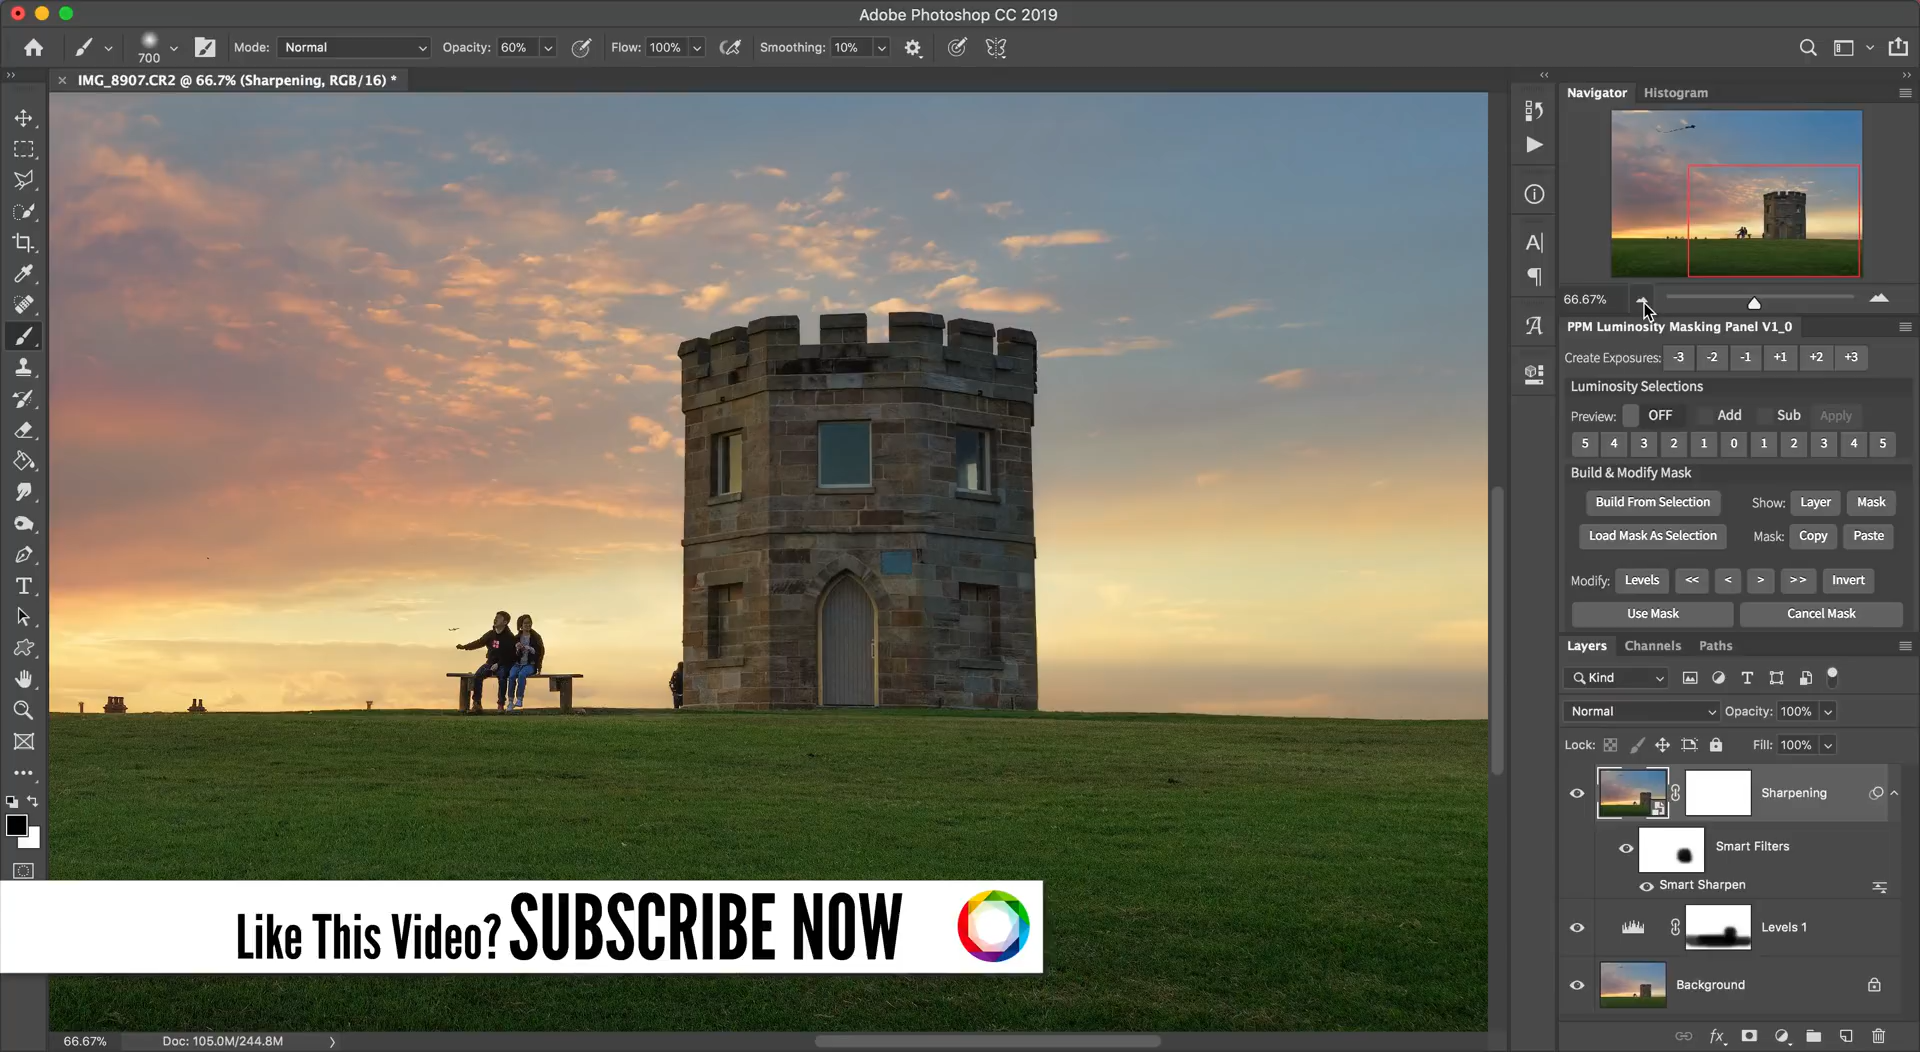 Adobe Photoshop CC 2019
700
Mode: Normal Opacity: 60% Flow: 100% Smoothing: 10%
IMG_8907.CR2 @ 66.7% (Sharpening, RGB/16) *
Navigator Histogram
66.67%
PPM Luminosity Masking Panel V1_0
Create Exposures: -3 -2 -1 +1 +2 +3
Luminosity Selections
Preview: OFF Add Sub Apply
5 4 3 2 1 0 1 2 3 4 5
Build & Modify Mask
Build From Selection Show: Layer Mask
Load Mask As Selection Mask: Copy Paste
Modify: Levels << < > >> Invert
Use Mask Cancel Mask
Layers Channels Paths
Kind
Normal Opacity: 100%
Lock: Fill: 100%
Sharpening
Smart Filters
Smart Sharpen
Levels 1
Background
Like This Video? SUBSCRIBE NOW
66.67% Doc: 105.0M/244.8M